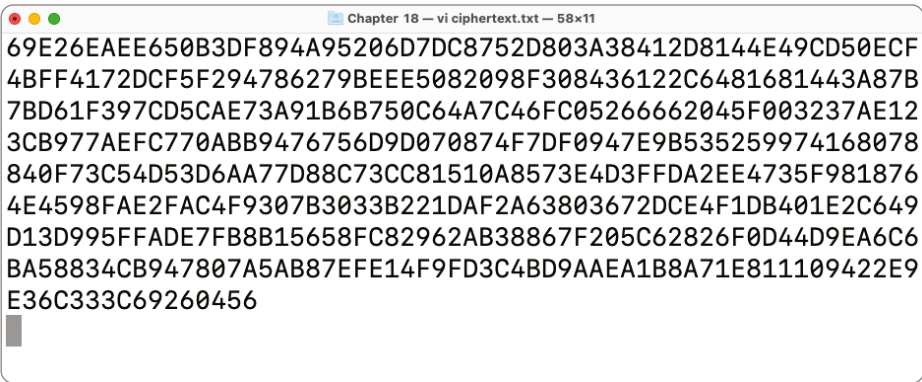 Chapter 18 — vi ciphertext.txt — 58×11
69E26EAEE650B3DF894A95206D7DC8752D803A38412D8144E49CD50ECF
4BFF4172DCF5F294786279BEEE5082098F308436122C6481681443A87B
7BD61F397CD5CAE73A91B6B750C64A7C46FC05266662045F003237AE12
3CB977AEFC770ABB9476756D9D070874F7DF0947E9B535259974168078
840F73C54D53D6AA77D88C73CC81510A8573E4D3FFDA2EE4735F981876
4E4598FAE2FAC4F9307B3033B221DAF2A63803672DCE4F1DB401E2C649
D13D995FFADE7FB8B15658FC82962AB38867F205C62826F0D44D9EA6C6
BA58834CB947807A5AB87EFE14F9FD3C4BD9AAEA1B8A71E811109422E9
E36C333C69260456